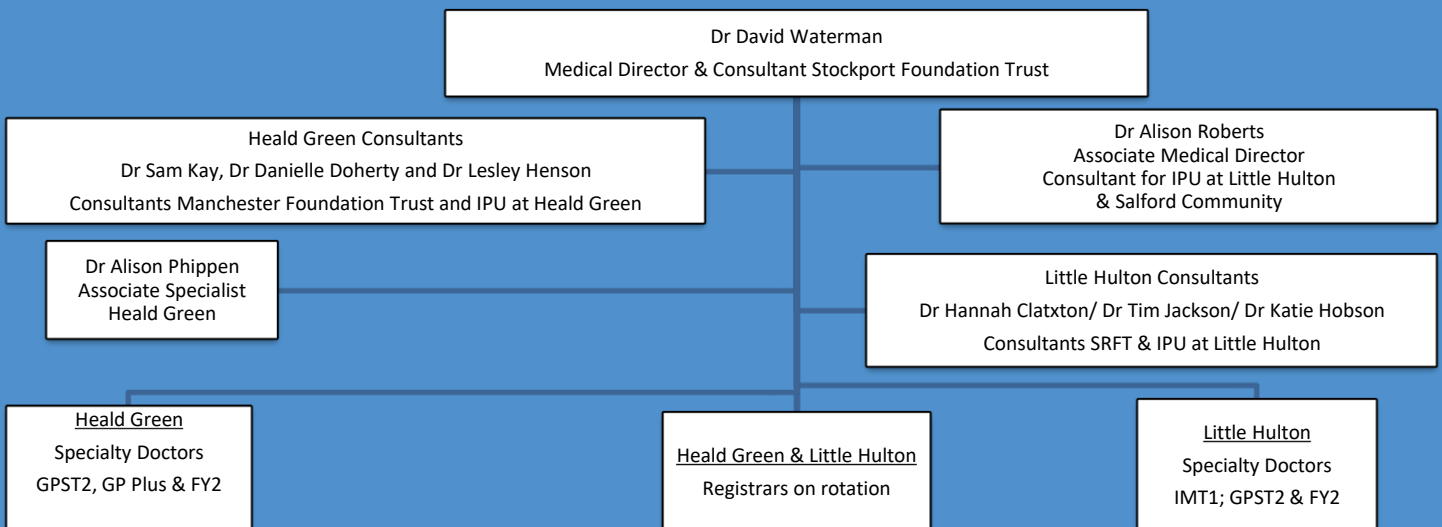 Dr David Waterman
Medical Director & Consultant Stockport Foundation Trust
Heald Green Consultants
Dr Sam Kay, Dr Danielle Doherty and Dr Lesley Henson
Consultants Manchester Foundation Trust and IPU at Heald Green
Dr Alison Roberts
Associate Medical Director
Consultant for IPU at Little Hulton
& Salford Community
Dr Alison Phippen
Associate Specialist
Heald Green
Little Hulton Consultants
Dr Hannah Clatxton/ Dr Tim Jackson/ Dr Katie Hobson
Consultants SRFT & IPU at Little Hulton
Heald Green
Specialty Doctors
GPST2, GP Plus & FY2
Heald Green & Little Hulton
Registrars on rotation
Little Hulton
Specialty Doctors
IMT1; GPST2 & FY2